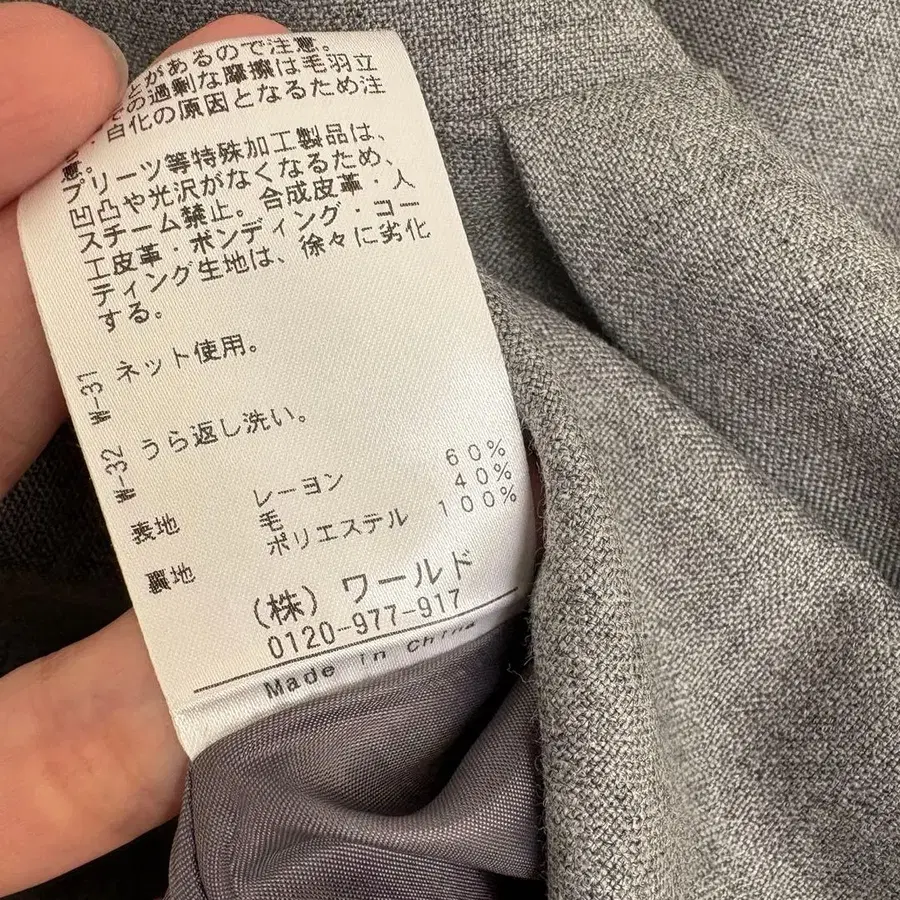 とがあるので注意。
の過剰な摩擦は毛羽立
・白化の原因となるため注
意。
プリーツ等特殊加工製品は、
凹凸や光沢がなくなるため、
スチーム禁止。合成皮革・人
工皮革・ボンディング・コー
ティング生地は、徐々に劣化
する。
W-31 ネット使用。
W-32 うら返し洗い。
表地 レーヨン 60%
毛 40%
裏地 ポリエステル 100%
(株) ワールド
0120-977-917
Made in China